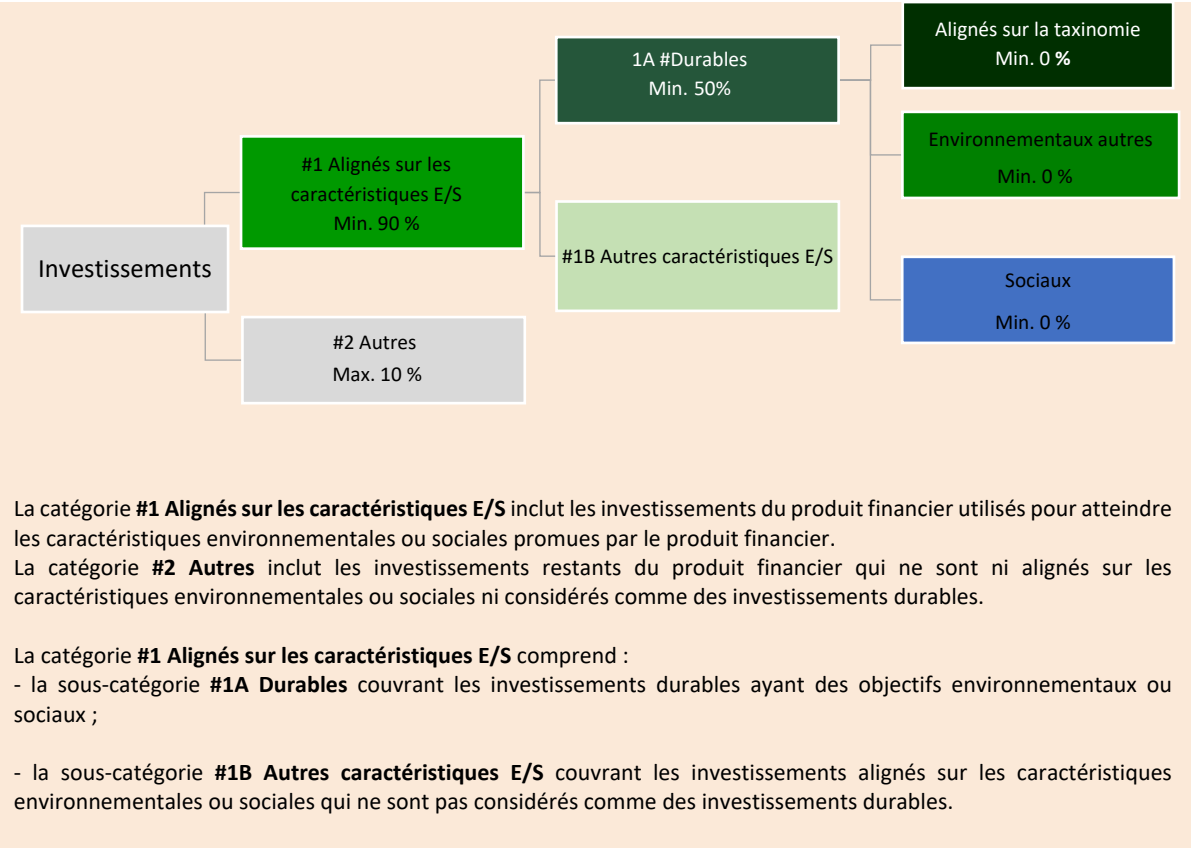 Investissements
#1 Alignés sur les
caractéristiques E/S
Min. 90 %
#2 Autres
Max. 10 %
1A #Durables
Min. 50%
#1B Autres caractéristiques E/S
Alignés sur la taxinomie
Min. 0 %
Environnementaux autres
Min. 0 %
Sociaux
Min. 0 %
La catégorie #1 Alignés sur les caractéristiques E/S inclut les investissements du produit financier utilisés pour atteindre
les caractéristiques environnementales ou sociales promues par le produit financier.
La catégorie #2 Autres inclut les investissements restants du produit financier qui ne sont ni alignés sur les
caractéristiques environnementales ou sociales ni considérés comme des investissements durables.
La catégorie #1 Alignés sur les caractéristiques E/S comprend :
- la sous-catégorie #1A Durables couvrant les investissements durables ayant des objectifs environnementaux ou
sociaux ;
- la sous-catégorie #1B Autres caractéristiques E/S couvrant les investissements alignés sur les caractéristiques
environnementales ou sociales qui ne sont pas considérés comme des investissements durables.